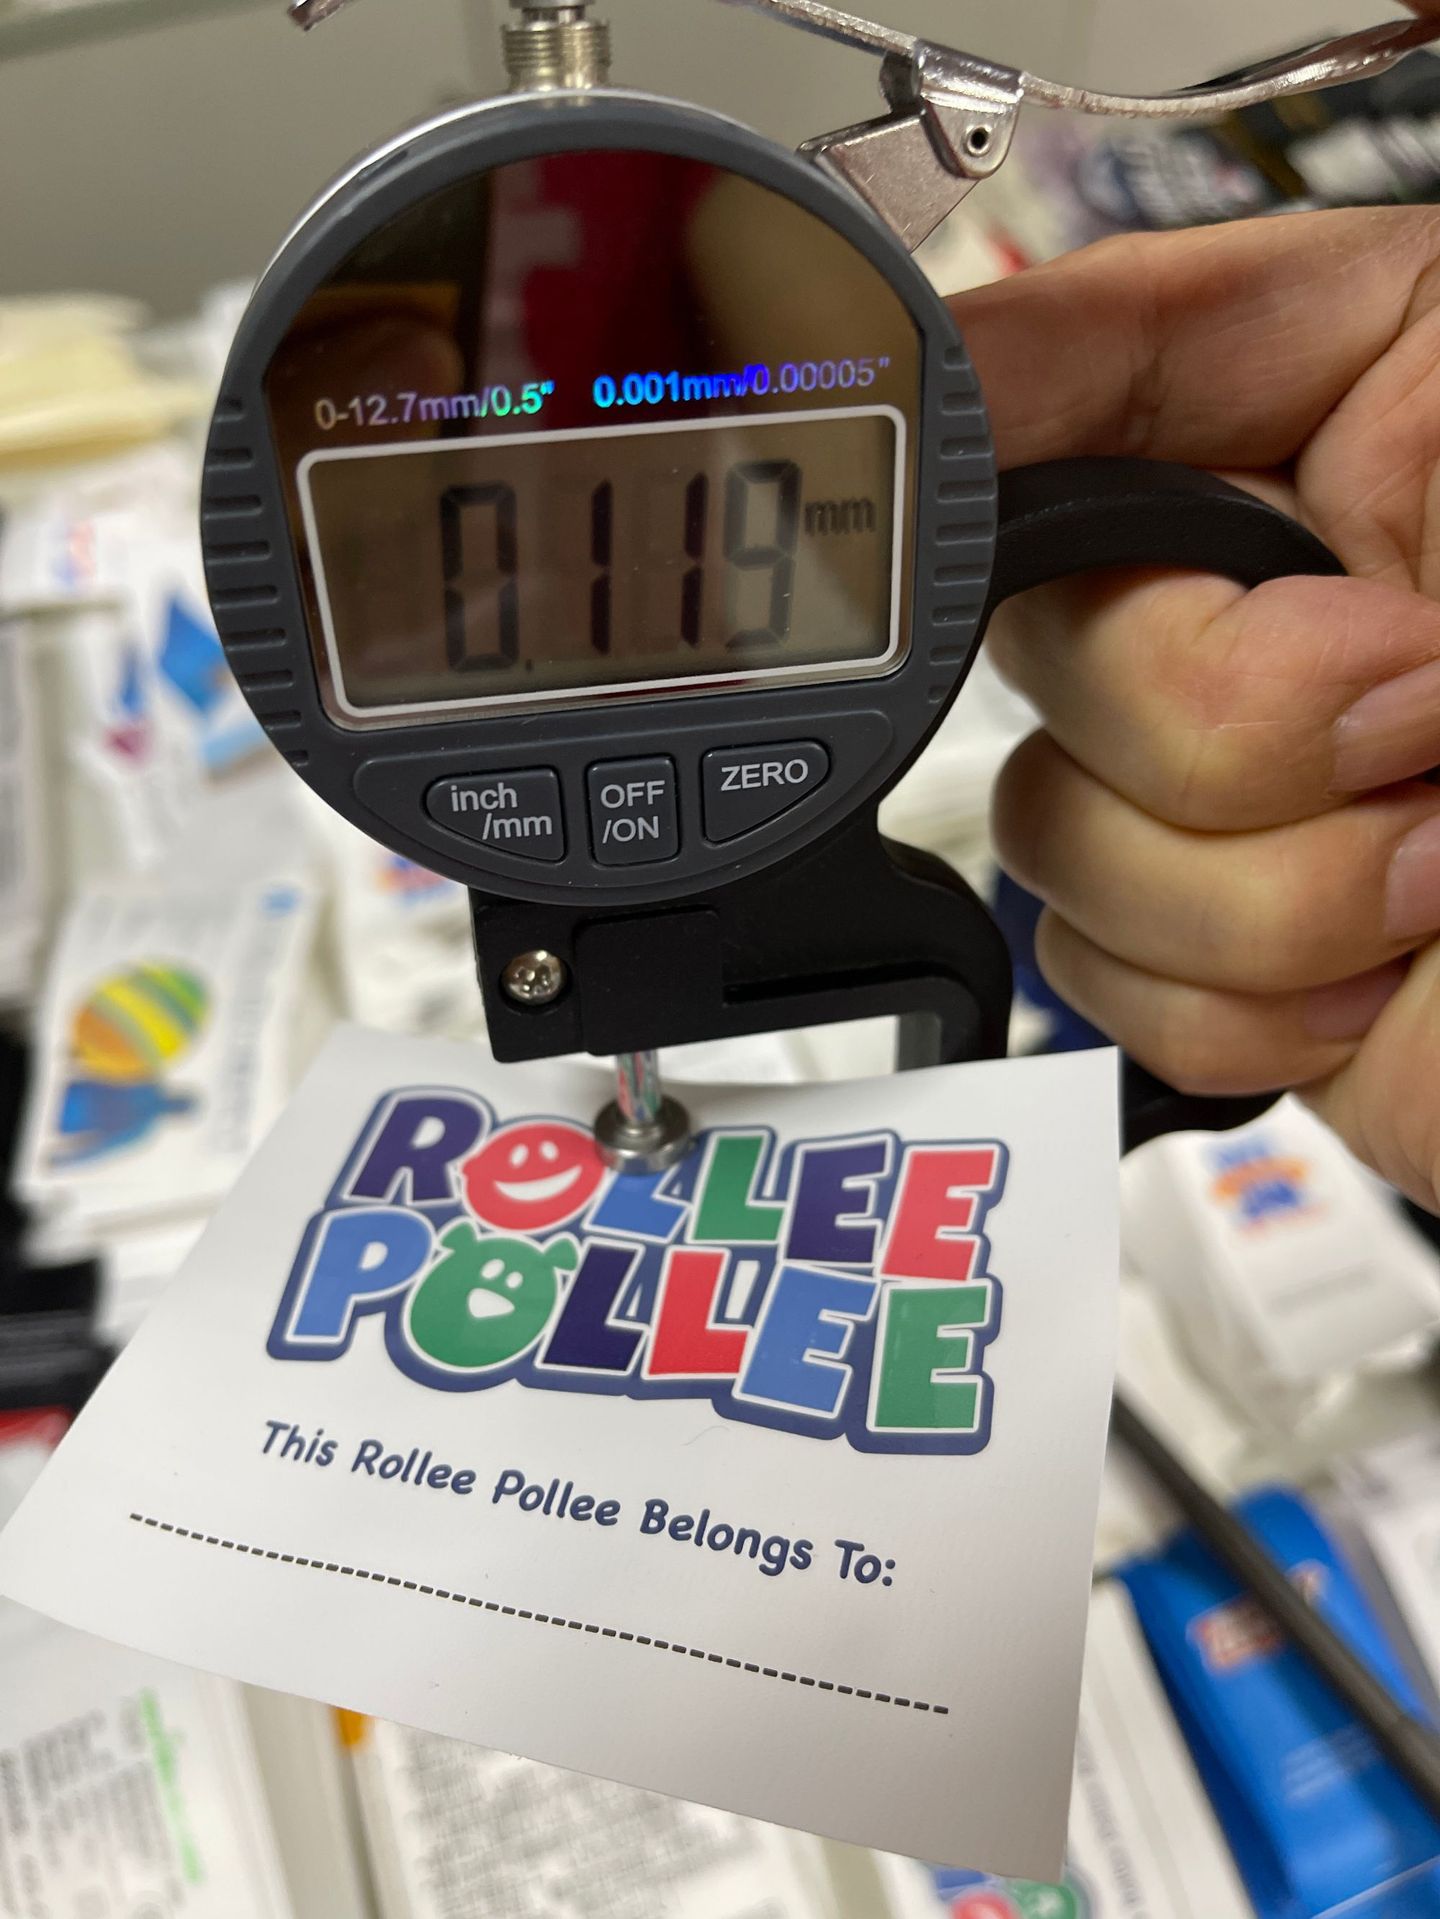 0-12.7mm/0.5" 0.001mm/0.00005"
0.119 mm
inch/mm
OFF/ON
ZERO
ROLLEE
POLLEE
This Rollee Pollee Belongs To: